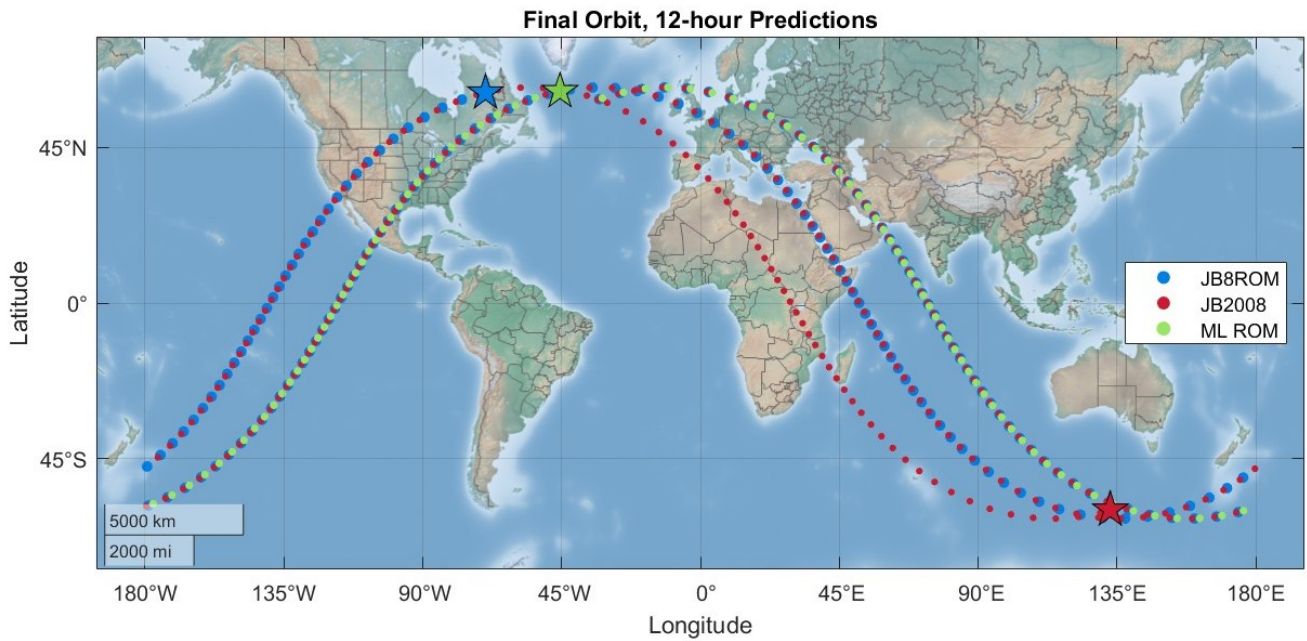 Final Orbit, 12-hour Predictions
Latitude
45°N
0°
45°S
JB8ROM
JB2008
ML ROM
5000 km
2000 mi
180°W 135°W 90°W 45°W 0° 45°E 90°E 135°E 180°E
Longitude